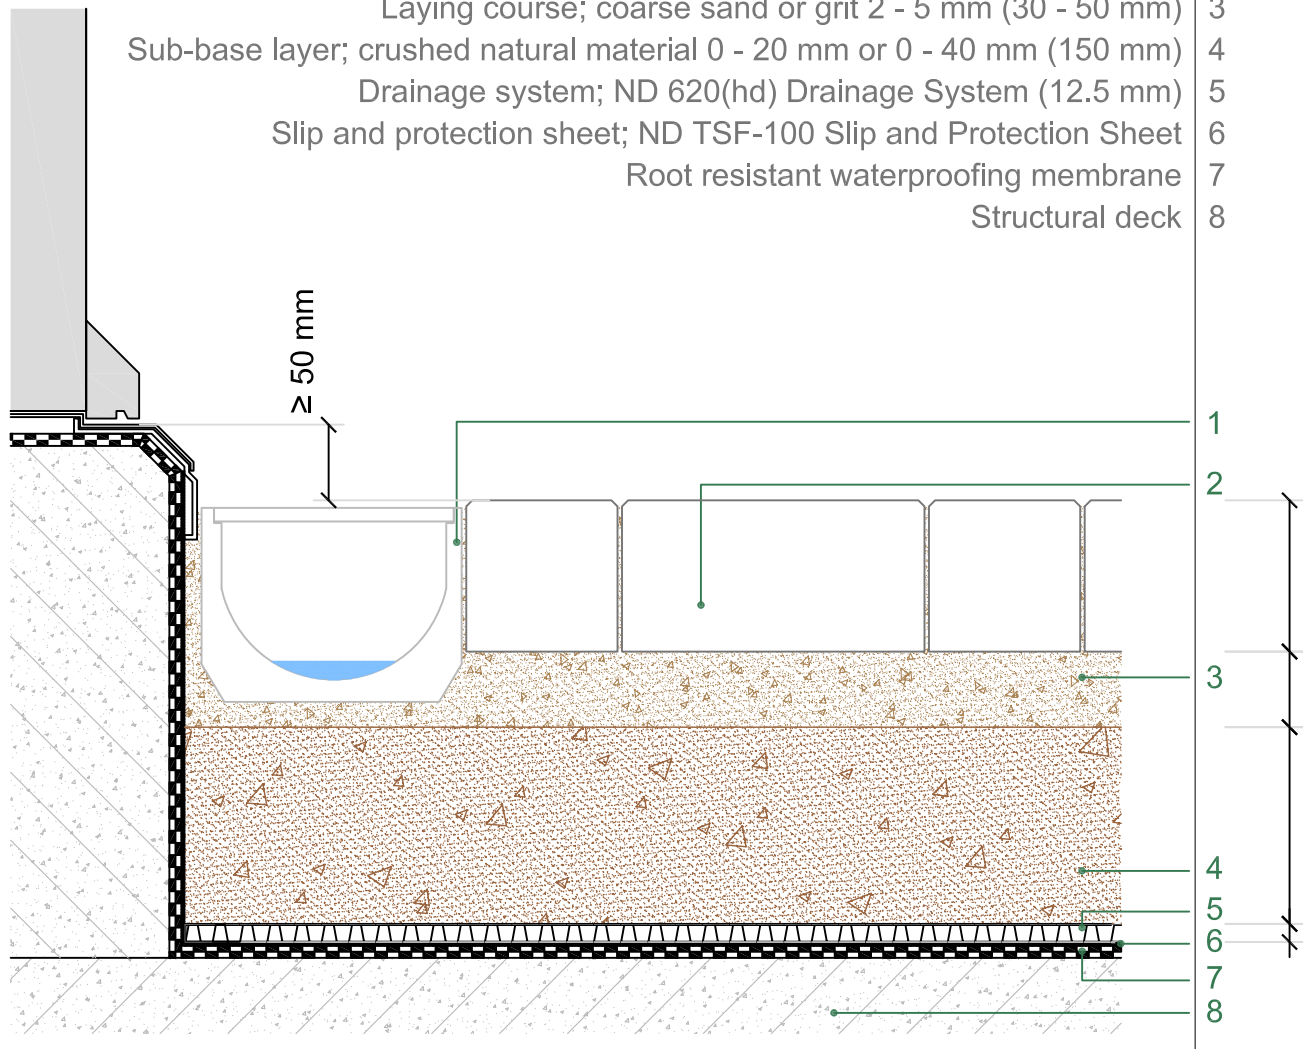 Laying course; coarse sand or grit 2 - 5 mm (30 - 50 mm) 3
Sub-base layer; crushed natural material 0 - 20 mm or 0 - 40 mm (150 mm) 4
Drainage system; ND 620(hd) Drainage System (12.5 mm) 5
Slip and protection sheet; ND TSF-100 Slip and Protection Sheet 6
Root resistant waterproofing membrane 7
Structural deck 8
≥ 50 mm
1
2
3
4
5
6
7
8